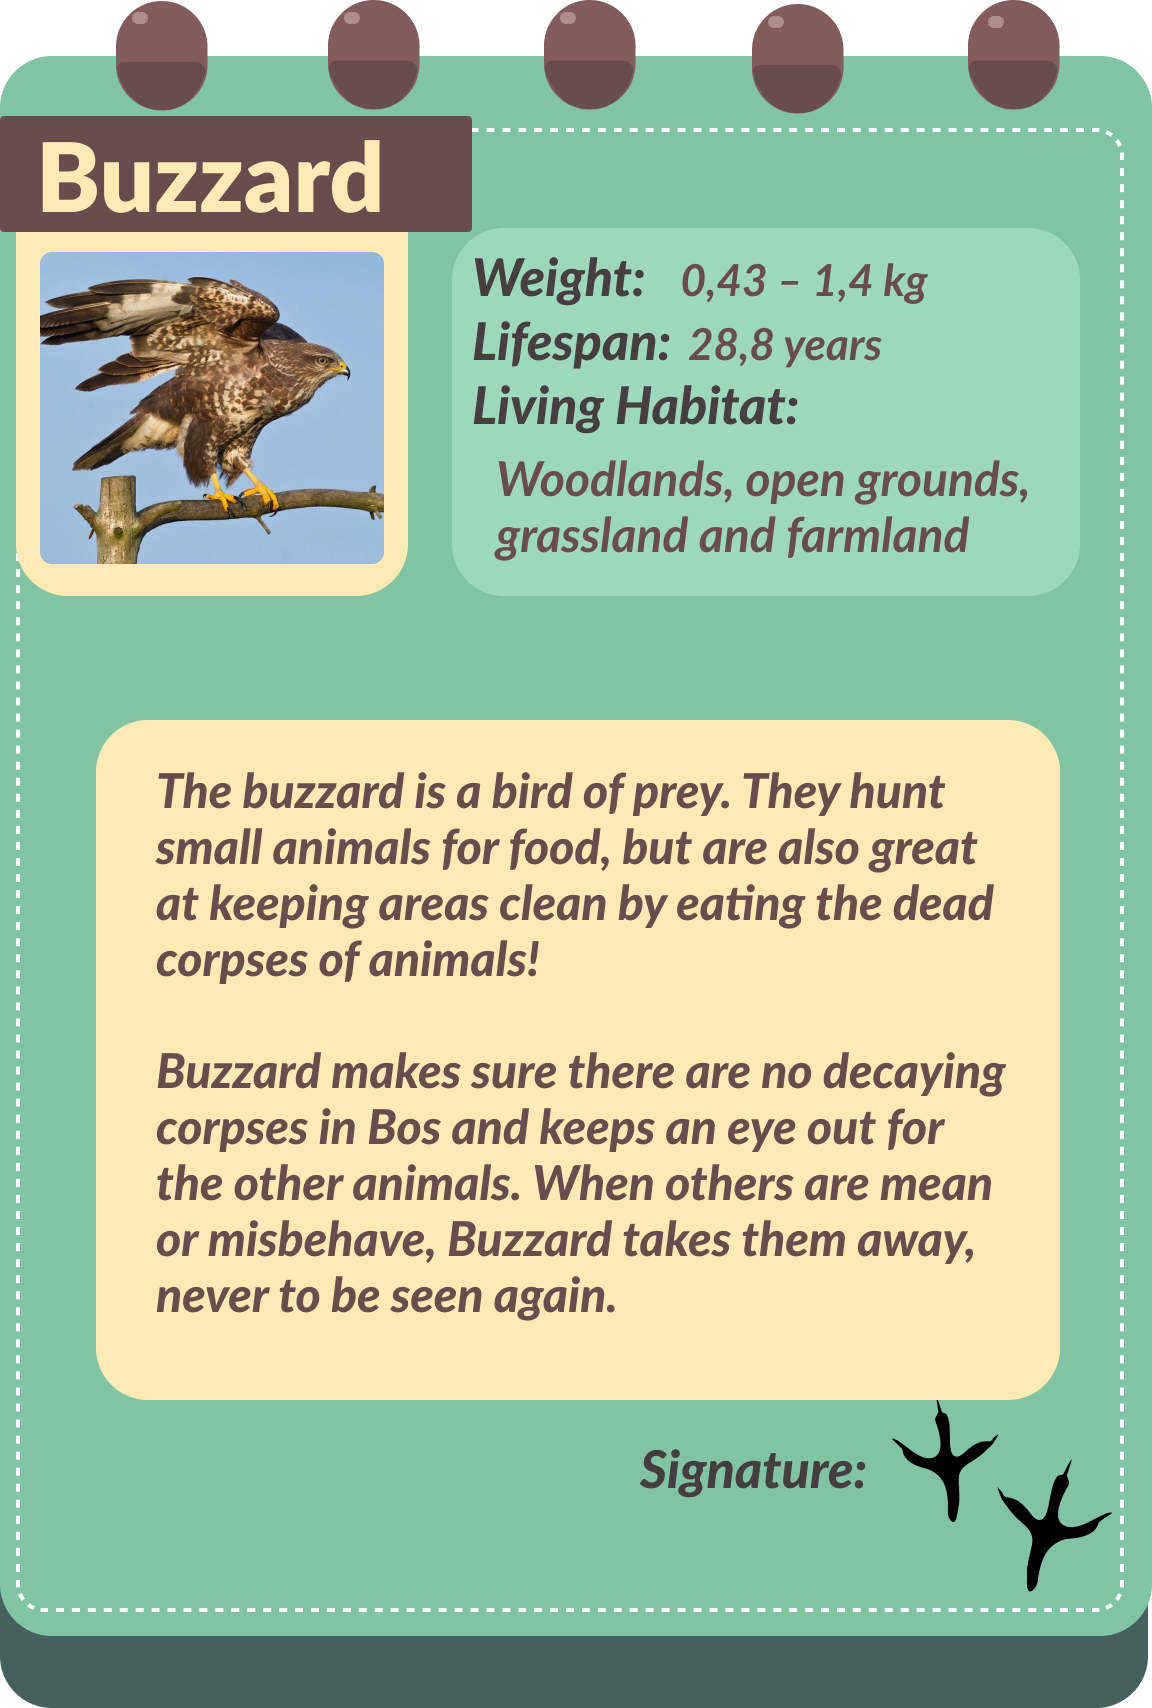 Buzzard
Weight: 0,43 – 1,4 kg
Lifespan: 28,8 years
Living Habitat:
Woodlands, open grounds,
grassland and farmland
The buzzard is a bird of prey. They hunt
small animals for food, but are also great
at keeping areas clean by eating the dead
corpses of animals!
Buzzard makes sure there are no decaying
corpses in Bos and keeps an eye out for
the other animals. When others are mean
or misbehave, Buzzard takes them away,
never to be seen again.
Signature: